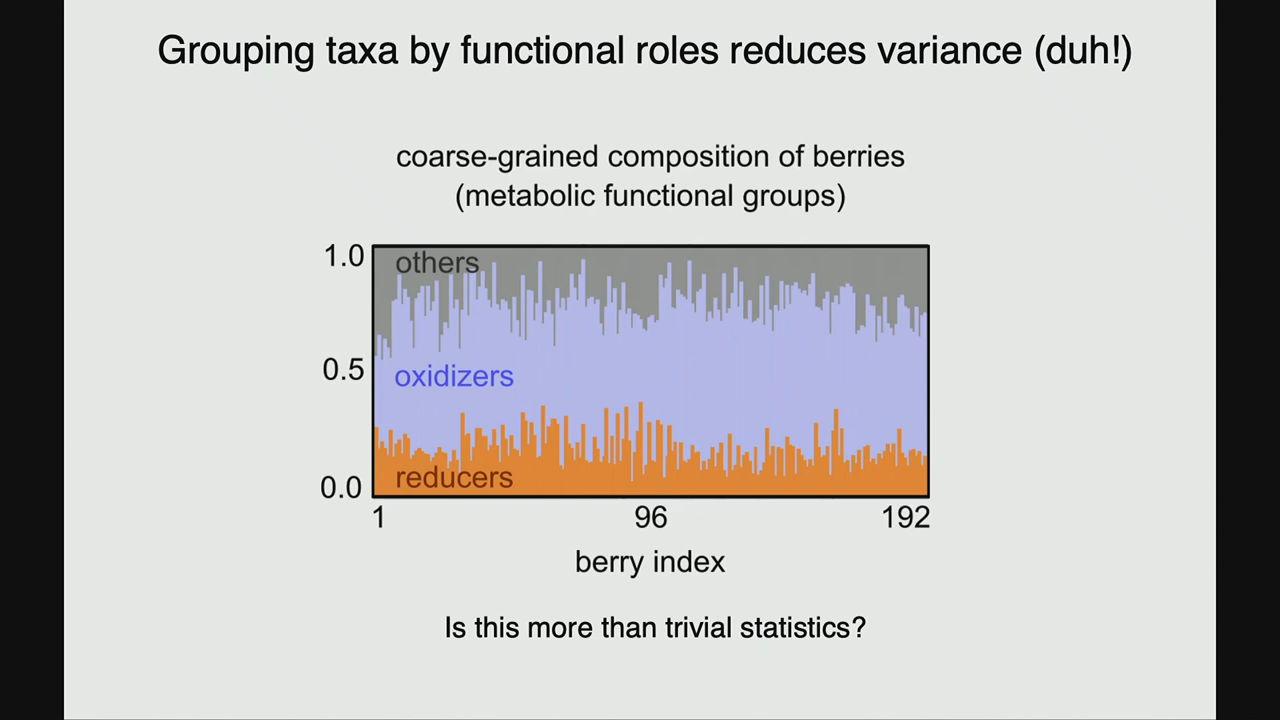 Grouping taxa by functional roles reduces variance (duh!)
coarse-grained composition of berries
(metabolic functional groups)
1.0
others
0.5
oxidizers
reducers
0.0
1 96 192
berry index
Is this more than trivial statistics?